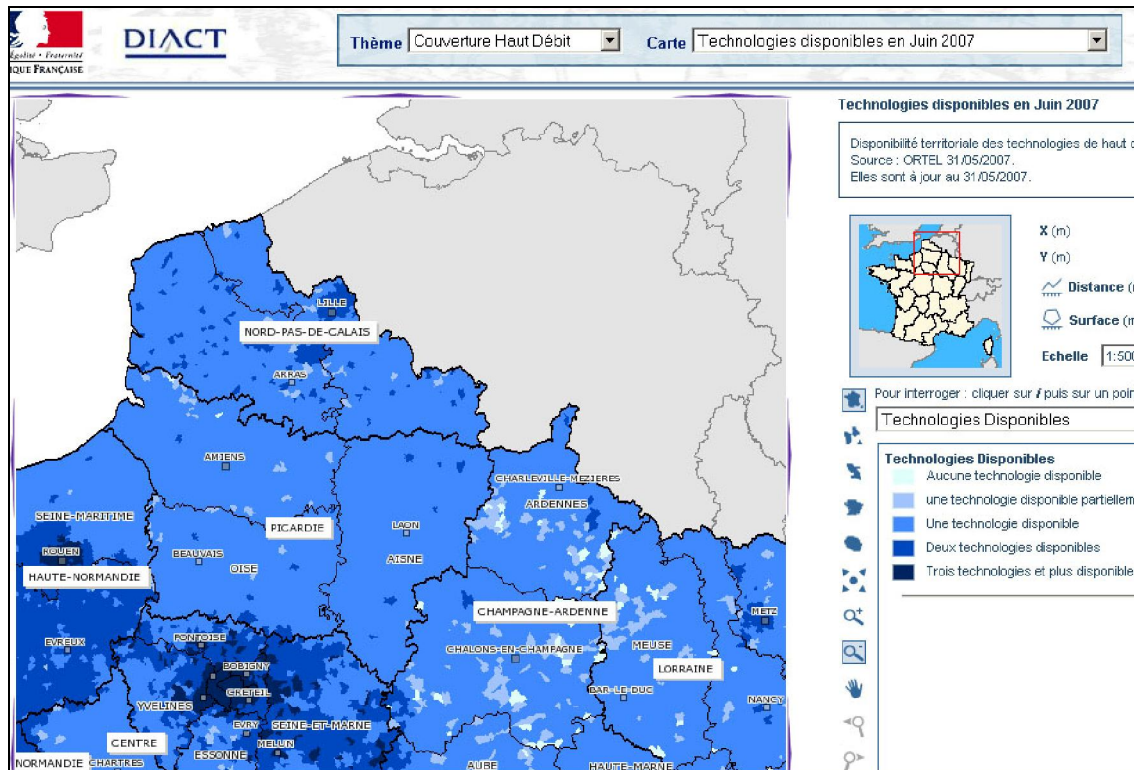 Égalité • Fraternité
IQUE FRANÇAISE
DIACT
Thème Couverture Haut Débit
Carte Technologies disponibles en Juin 2007
Technologies disponibles en Juin 2007
Disponibilité territoriale des technologies de haut d
Source : ORTEL 31/05/2007.
Elles sont à jour au 31/05/2007.
X (m)
Y (m)
Distance (m
Surface (m
Echelle 1:500
Pour interroger : cliquer sur i puis sur un poin
Technologies Disponibles
Technologies Disponibles
Aucune technologie disponible
une technologie disponible partiellem
Une technologie disponible
Deux technologies disponibles
Trois technologies et plus disponible
LILLE
NORD-PAS-DE-CALAIS
ARRAS
AMIENS
CHARLEVILLE-MEZIERES
ARDENNES
SEINE-MARITIME
PICARDIE
LAON
ROUEN
BEAUVAIS
OISE
AISNE
HAUTE-NORMANDIE
CHAMPAGNE-ARDENNE
METZ
EVREUX
PONTOISE
CHALONS-EN-CHAMPAGNE
MEUSE
BOBIGNY
LORRAINE
CRETEIL
BAR-LE-DUC
YVELINES
NANCY
EVRY
SEINE-ET-MARNE
CENTRE
ESSONNE
MELUN
NORMANDIE
CHARTRES
AUBE
HAUTE-MARNE